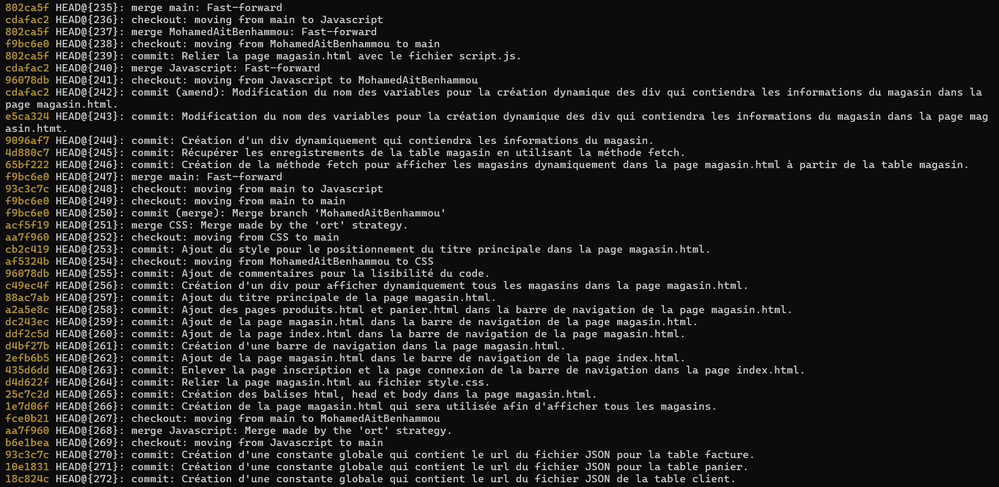 802ca5f HEAD@{235}: merge main: Fast-forward
cdafac2 HEAD@{236}: checkout: moving from main to Javascript
802ca5f HEAD@{237}: merge MohamedAitBenhammou: Fast-forward
f9bc6e0 HEAD@{238}: checkout: moving from MohamedAitBenhammou to main
802ca5f HEAD@{239}: commit: Relier la page magasin.html avec le fichier script.js.
cdafac2 HEAD@{240}: merge Javascript: Fast-forward
96078db HEAD@{241}: checkout: moving from Javascript to MohamedAitBenhammou
cdafac2 HEAD@{242}: commit (amend): Modification du nom des variables pour la création dynamique des div qui contiendra les informations du magasin dans la
page magasin.html.
e5ca324 HEAD@{243}: commit: Modification du nom des variables pour la création dynamique des div qui contiendra les informations du magasin dans la page mag
asin.htmt.
9096af7 HEAD@{244}: commit: Création d'un div dynamiquement qui contiendra les informations du magasin.
4d880c7 HEAD@{245}: commit: Récupérer les enregistrements de la table magasin en utilisant la méthode fetch.
65bf222 HEAD@{246}: commit: Création de la méthode fetch pour afficher les magasins dynamiquement dans la page magasin.html à partir de la table magasin.
f9bc6e0 HEAD@{247}: merge main: Fast-forward
93c3c7c HEAD@{248}: checkout: moving from main to Javascript
f9bc6e0 HEAD@{249}: checkout: moving from main to main
f9bc6e0 HEAD@{250}: commit (merge): Merge branch 'MohamedAitBenhammou'
acf5f19 HEAD@{251}: merge CSS: Merge made by the 'ort' strategy.
aa7f960 HEAD@{252}: checkout: moving from CSS to main
cb2c419 HEAD@{253}: commit: Ajout du style pour le positionnement du titre principale dans la page magasin.html.
af5324b HEAD@{254}: checkout: moving from MohamedAitBenhammou to CSS
96078db HEAD@{255}: commit: Ajout de commentaires pour la lisibilité du code.
c49ec4f HEAD@{256}: commit: Création d'un div pour afficher dynamiquement tous les magasins dans la page magasin.html.
88ac7ab HEAD@{257}: commit: Ajout du titre principale de la page magasin.html.
a2a5e8c HEAD@{258}: commit: Ajout des pages produits.html et panier.html dans la barre de navigation de la page magasin.html.
dc243ec HEAD@{259}: commit: Ajout de la page magasin.html dans la barre de navigation de la page magasin.html.
ddf2c5d HEAD@{260}: commit: Ajout de la page index.html dans la barre de navigation de la page magasin.html.
d4bf27b HEAD@{261}: commit: Création d'une barre de navigation dans la page magasin.html.
2efb6b5 HEAD@{262}: commit: Ajout de la page magasin.html dans le barre de navigation de la page index.html.
435d6dd HEAD@{263}: commit: Enlever la page inscription et la page connexion de la barre de navigation dans la page index.html.
d4d622f HEAD@{264}: commit: Relier la page magasin.html au fichier style.css.
25c7c2d HEAD@{265}: commit: Création des balises html, head et body dans la page magasin.html.
1e7d06f HEAD@{266}: commit: Création de la page magasin.html qui sera utilisée afin d'afficher tous les magasins.
fce0b21 HEAD@{267}: checkout: moving from main to MohamedAitBenhammou
aa7f960 HEAD@{268}: merge Javascript: Merge made by the 'ort' strategy.
b6e1bea HEAD@{269}: checkout: moving from Javascript to main
93c3c7c HEAD@{270}: commit: Création d'une constante globale qui contient le url du fichier JSON pour la table facture.
10e1831 HEAD@{271}: commit: Création d'une constante globale qui contient le url du fichier JSON pour la table panier.
18c824c HEAD@{272}: commit: Création d'une constante globale qui contient le url du fichier JSON de la table client.